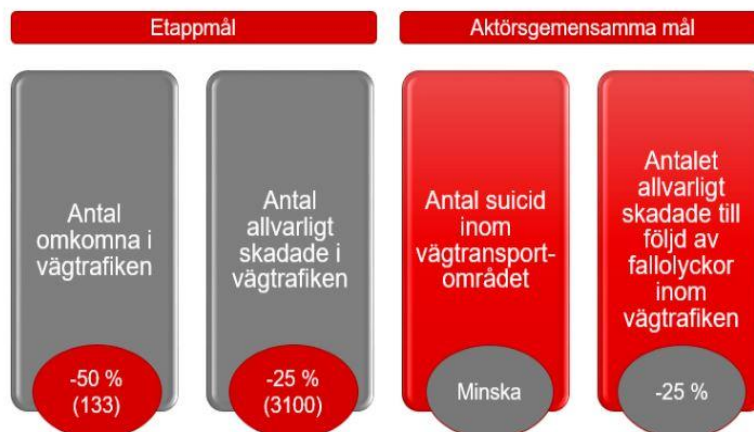 Etappmål
Aktörsgemensamma mål
Antal
omkomna i
vägtrafiken
-50 %
(133)
Antal
allvarligt
skadade i
vägtrafiken
-25 %
(3100)
Antal suicid
inom
vägtransport-
området
Minska
Antalet
allvarligt
skadade till
följd av
fallolyckor
inom
vägtrafiken
-25 %